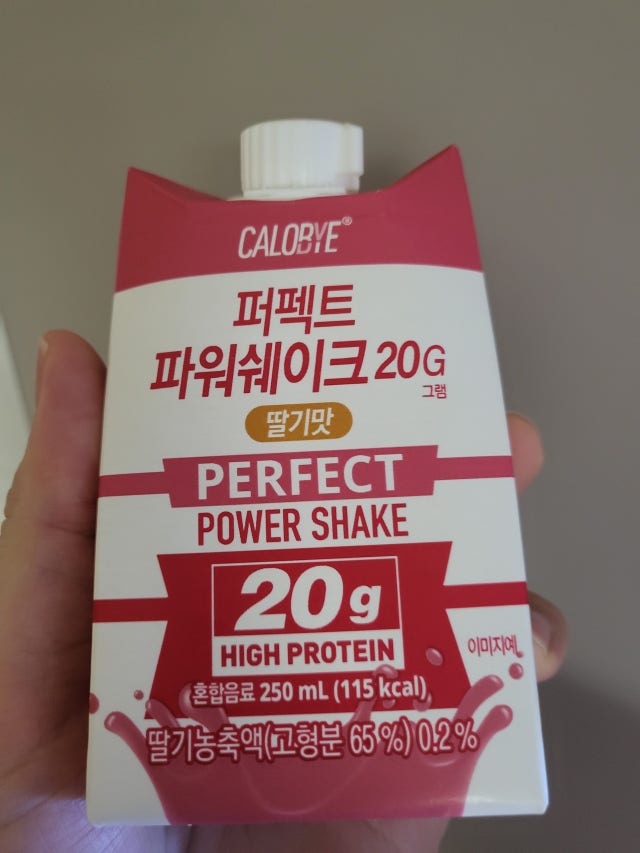 CALOBYE®
퍼펙트
파워쉐이크 20G
그램
딸기맛
PERFECT
POWER SHAKE
20g
HIGH PROTEIN
이미지예
혼합음료 250 mL (115 kcal)
딸기농축액(고형분 65 %) 0.2 %